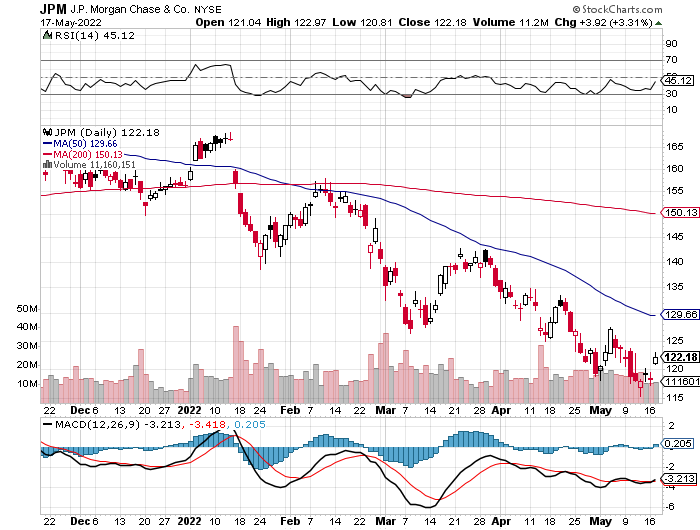 JPM J.P. Morgan Chase & Co. NYSE © StockCharts.com
17-May-2022 Open 121.04 High 122.97 Low 120.81 Close 122.18 Volume 11.2M Chg +3.92 (+3.31%)
RSI(14) 45.12
90
70
50
45.12
30
10
JPM (Daily) 122.18
MA(50) 129.66
MA(200) 150.13
Volume 11,160,151
165
160
155
150.13
145
140
135
129.66
125
122.18
120
115
50M
40M
30M
20M
10M
22 Dec 6 13 20 27 2022 10 18 24 Feb 7 14 22 Mar 7 14 21 28 Apr 11 18 25 May 9 16
MACD(12,26,9) -3.213, -3.418, 0.205
2
0.205
-2
-3.213
-6
22 Dec 6 13 20 27 2022 10 18 24 Feb 7 14 22 Mar 7 14 21 28 Apr 11 18 25 May 9 16